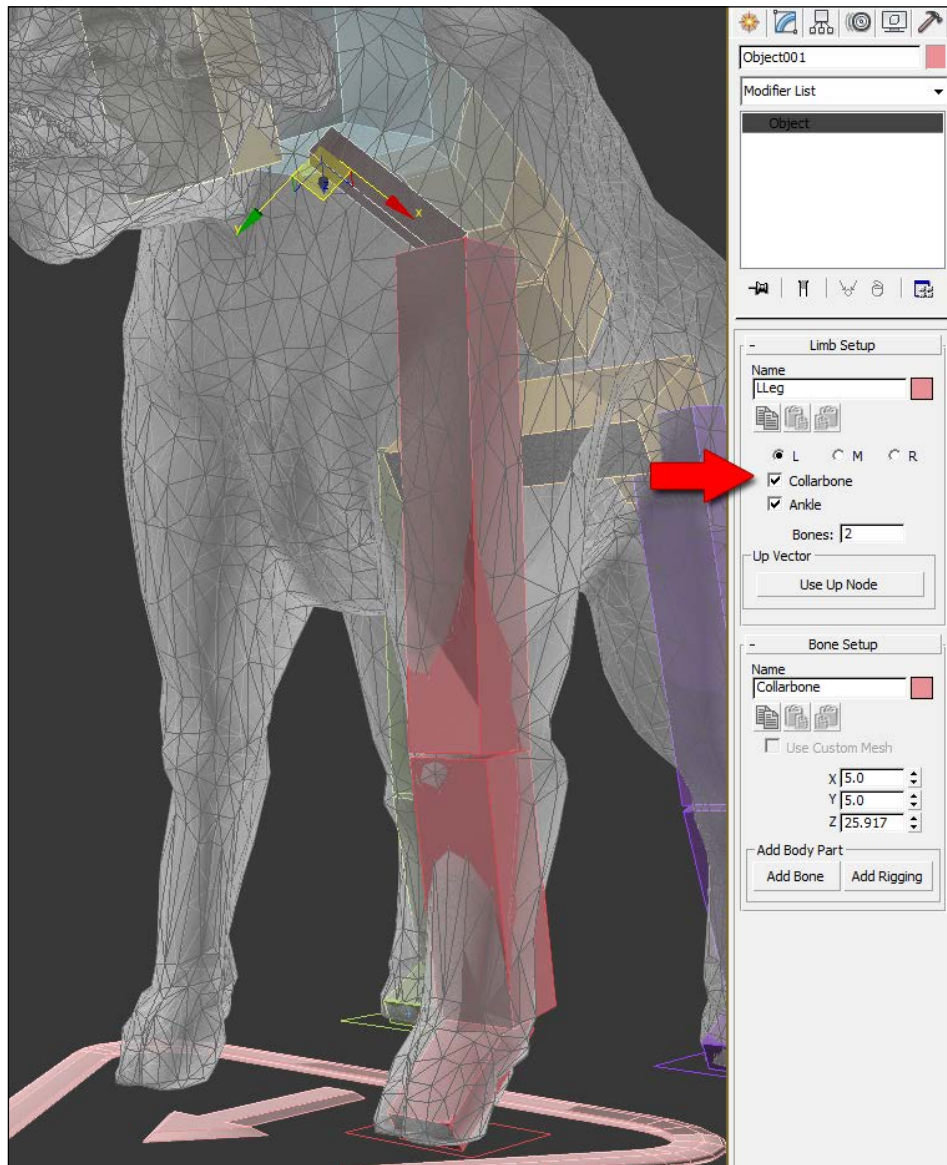 Object001
Modifier List
Object
- Limb Setup
Name
LLeg
L M R
Collarbone
Ankle
Bones: 2
Up Vector
Use Up Node
- Bone Setup
Name
Collarbone
Use Custom Mesh
X 5.0
Y 5.0
Z 25.917
Add Body Part
Add Bone Add Rigging
x
y